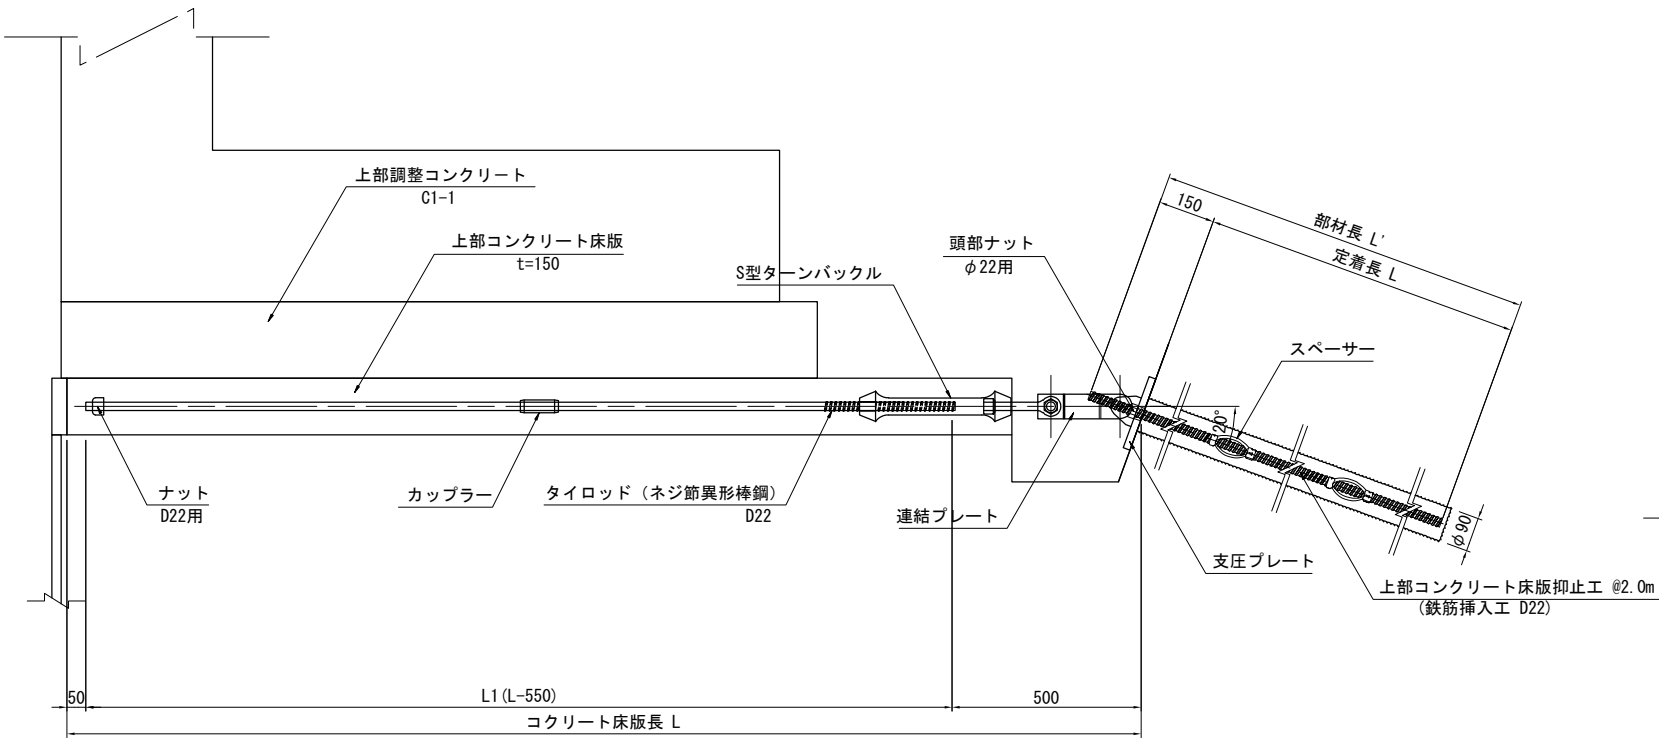 上部調整コンクリート
C1-1
上部コンクリート床版
t=150
S型ターンバックル
頭部ナット
φ22用
150
部材長 L'
定着長 L
スペーサー
20°
ナット
D22用
カップラー
タイロッド（ネジ節異形棒鋼）
D22
連結プレート
支圧プレート
φ90
上部コンクリート床版抑止工 @2.0m
(鉄筋挿入工 D22)
50
L1(L-550)
500
コクリート床版長 L